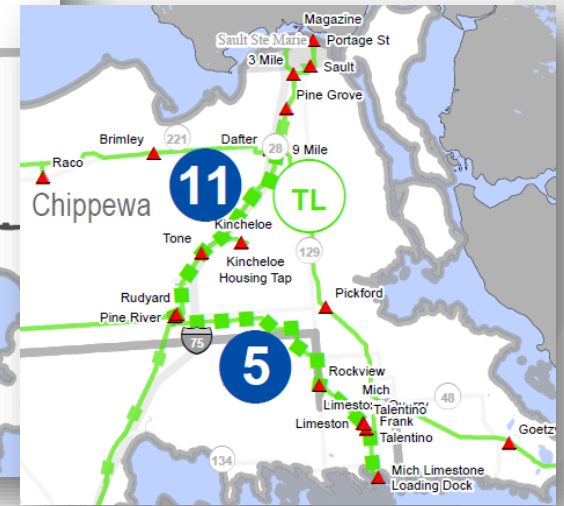 Magazine
Sault Ste Marie
Portage St
3 Mile
Sault
Pine Grove
Brimley
221
Dafter
28
9 Mile
Raco
11
TL
Chippewa
Kincheloe
129
Tone
Kincheloe
Housing Tap
Rudyard
Pickford
Pine River
75
5
Rockview
Mich
Talentino
48
Limeston
Frank
Talentino
Goetzv
134
Mich Limestone
Loading Dock